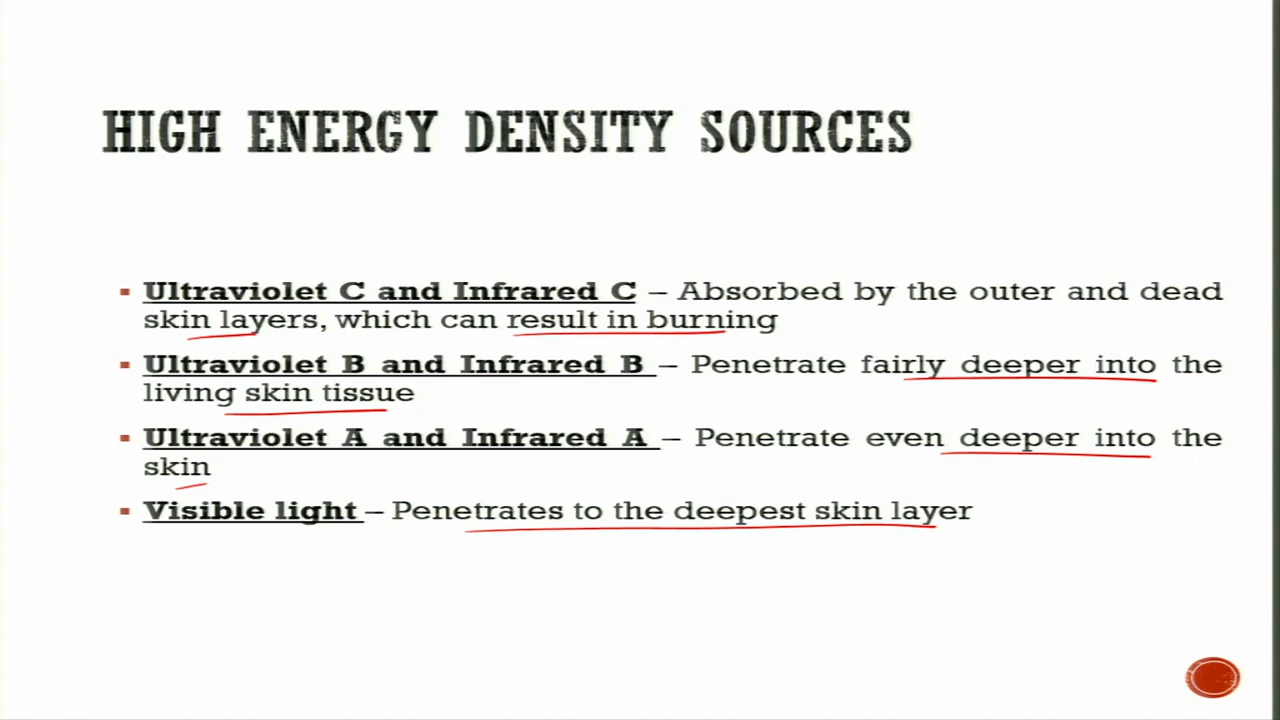 HIGH ENERGY DENSITY SOURCES
▪ Ultraviolet C and Infrared C – Absorbed by the outer and dead
skin layers, which can result in burning
▪ Ultraviolet B and Infrared B – Penetrate fairly deeper into the
living skin tissue
▪ Ultraviolet A and Infrared A – Penetrate even deeper into the
skin
▪ Visible light – Penetrates to the deepest skin layer